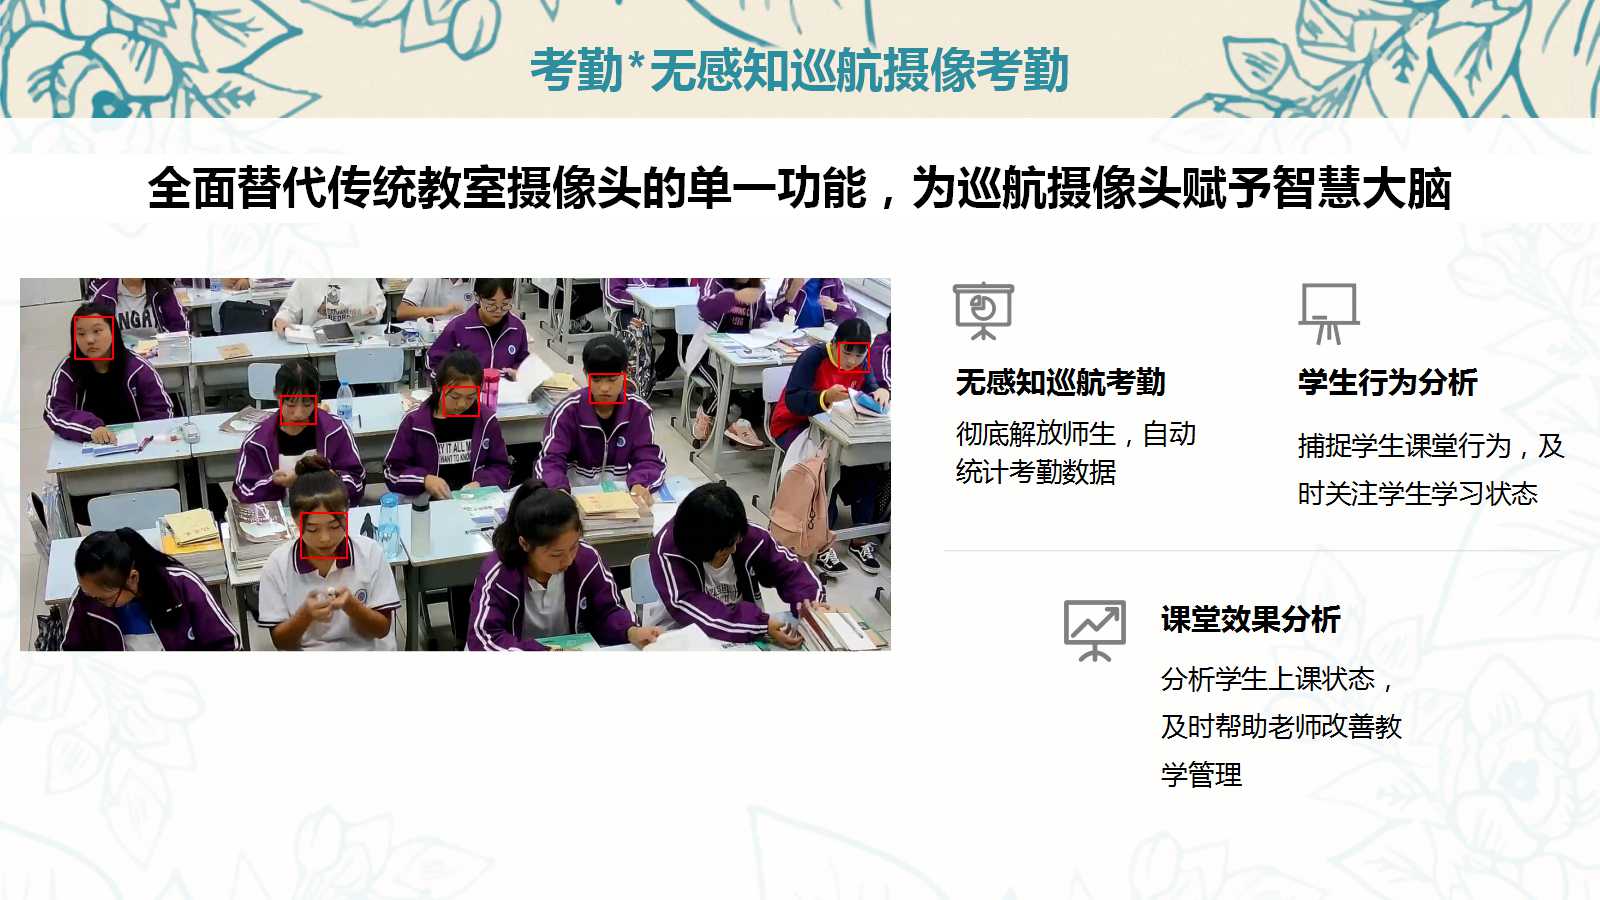 考勤*无感知巡航摄像考勤
全面替代传统教室摄像头的单一功能，为巡航摄像头赋予智慧大脑
无感知巡航考勤
彻底解放师生，自动
统计考勤数据
学生行为分析
捕捉学生课堂行为，及
时关注学生学习状态
课堂效果分析
分析学生上课状态，
及时帮助老师改善教
学管理